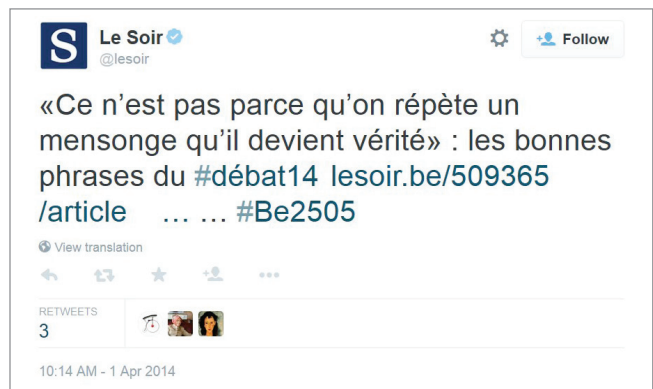 S
Le Soir
@lesoir
Follow
«Ce n'est pas parce qu'on répète un
mensonge qu'il devient vérité» : les bonnes
phrases du #débat14 lesoir.be/509365
/article ... ... #Be2505
View translation
RETWEETS
3
10:14 AM - 1 Apr 2014